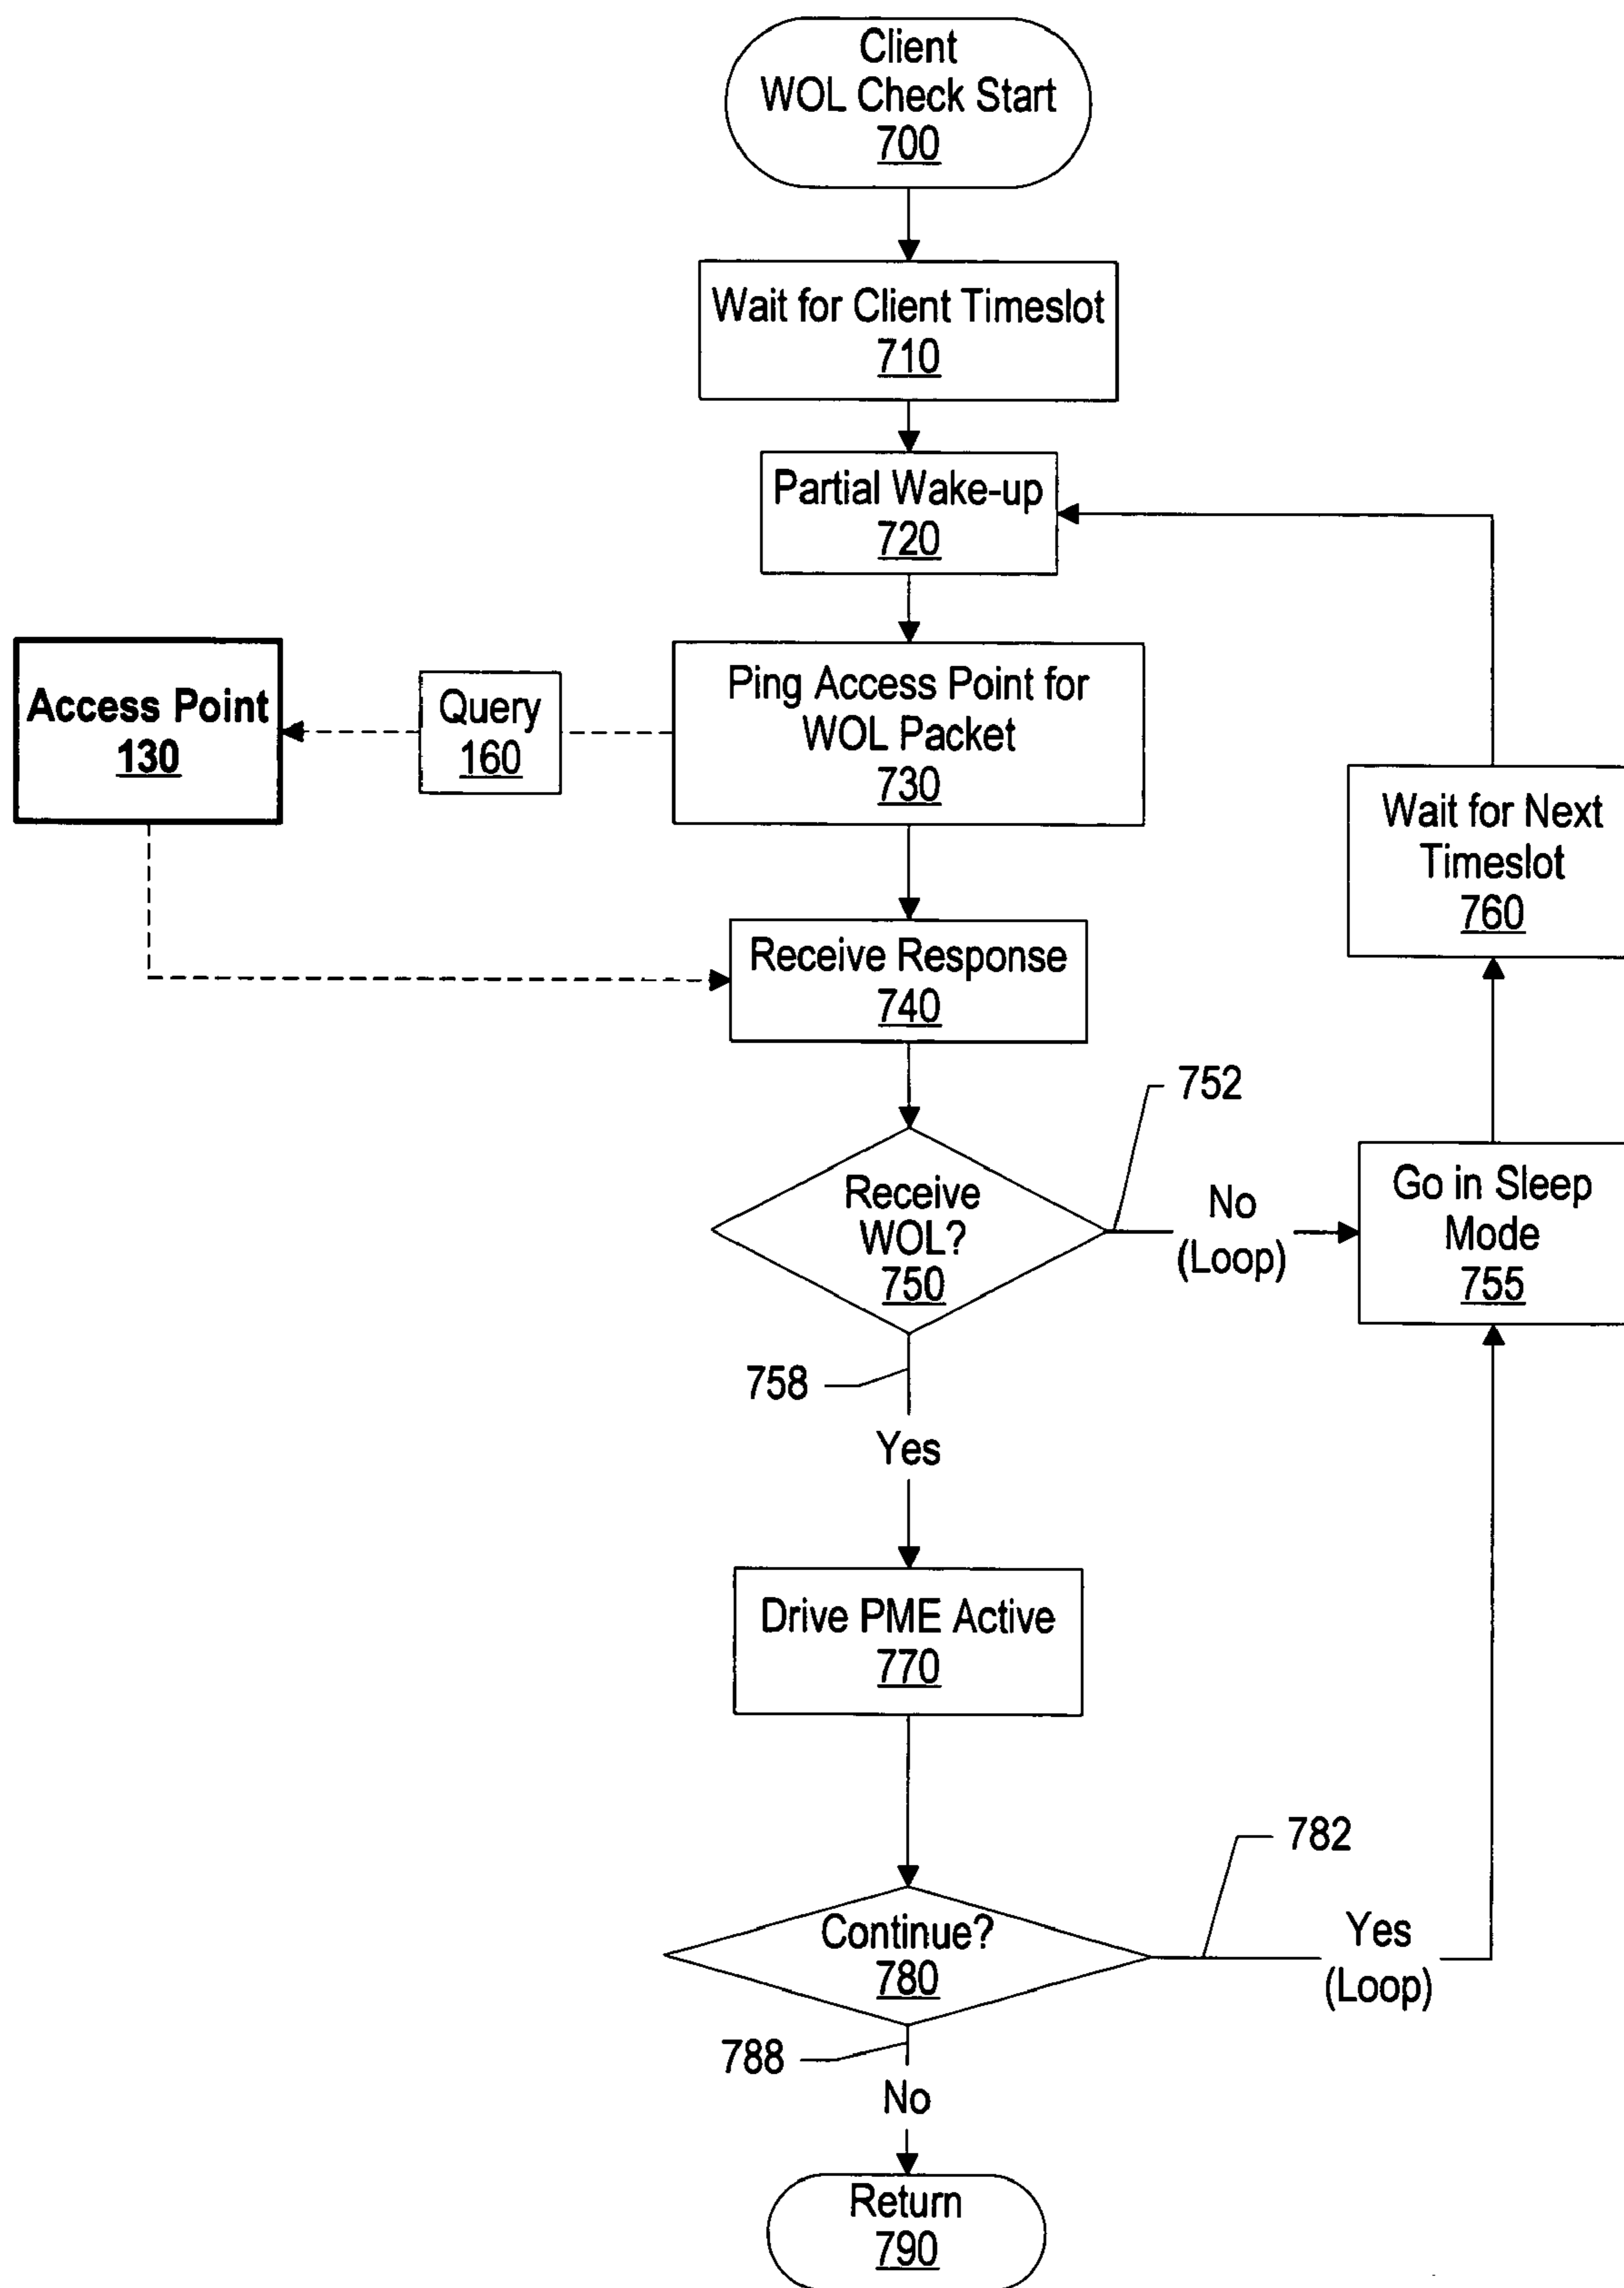 Client
WOL Check Start
700
Wait for Client Timeslot
710
Partial Wake-up
720
Access Point
130
Query
160
Ping Access Point for
WOL Packet
730
Wait for Next
Timeslot
760
Receive Response
740
752
Receive
WOL?
750
No
(Loop)
Go in Sleep
Mode
755
758
Yes
Drive PME Active
770
782
Continue?
780
Yes
(Loop)
788
No
Return
790